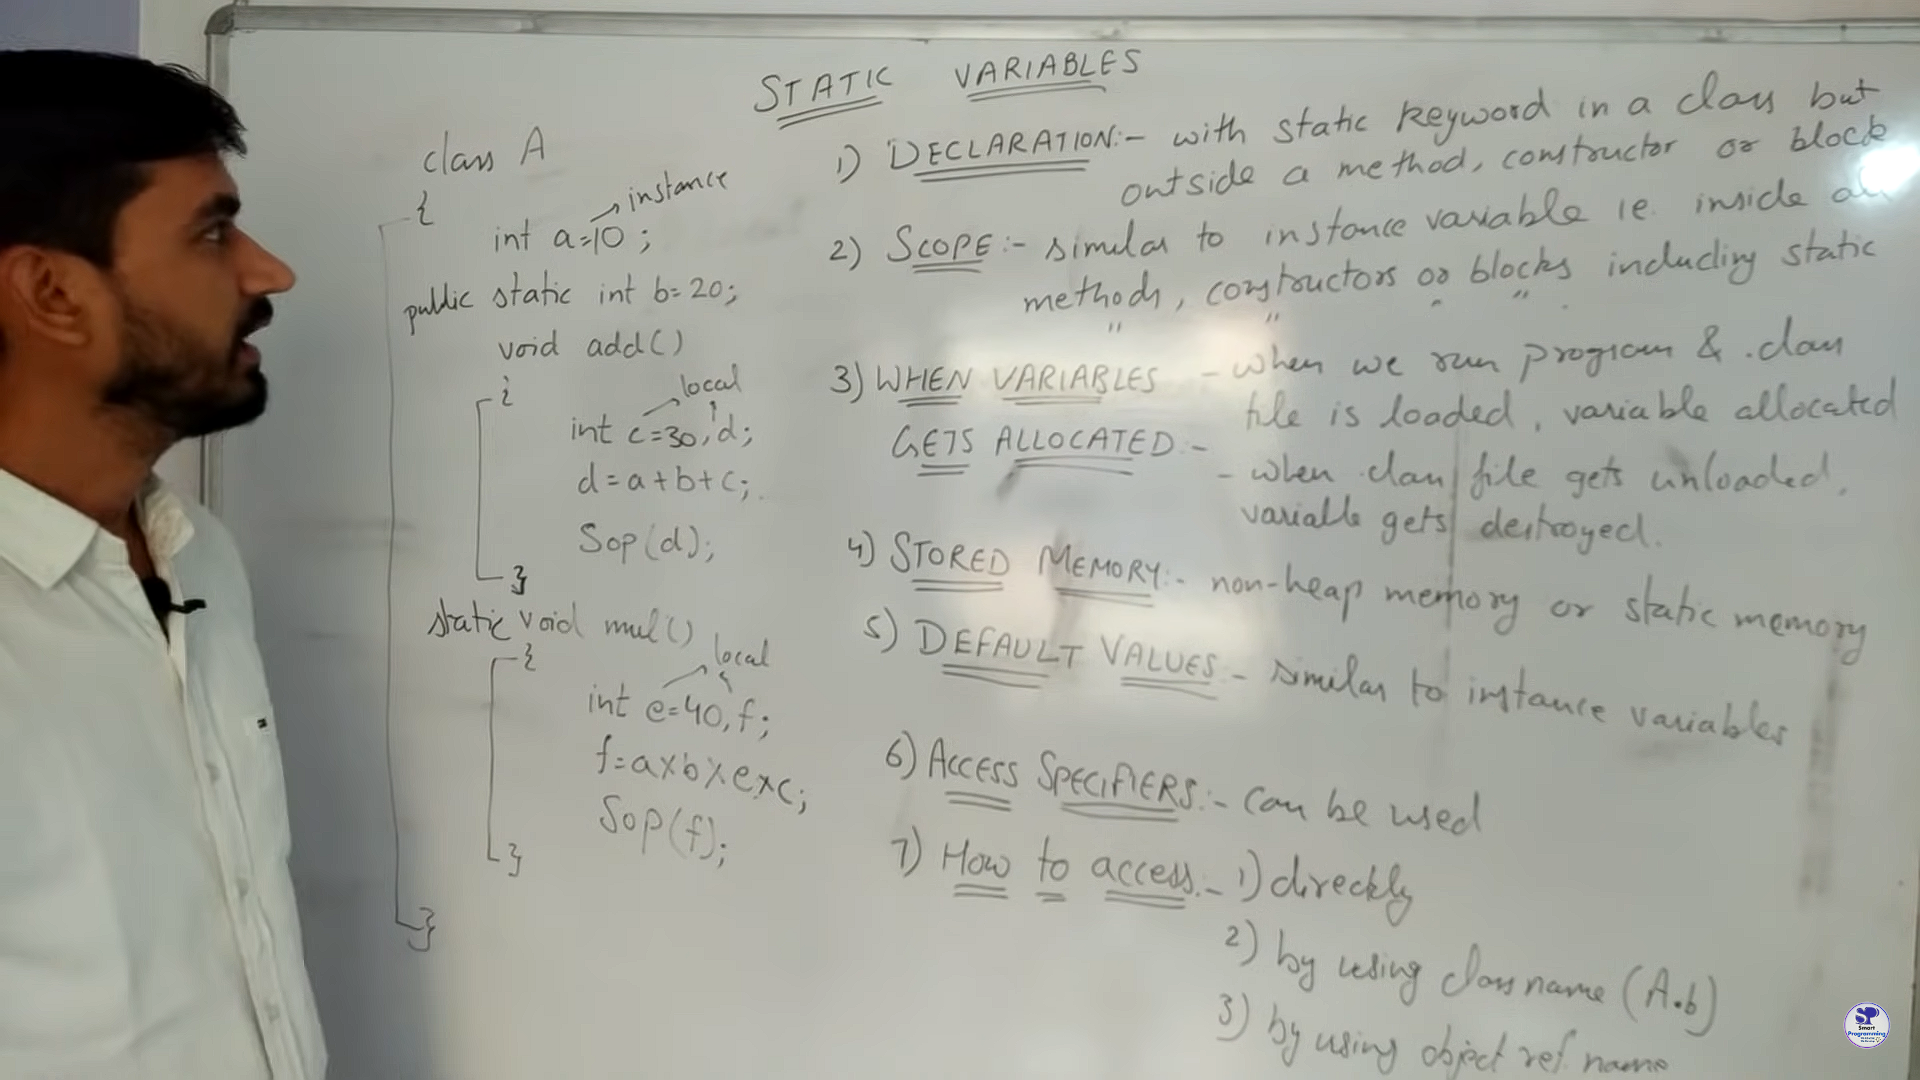 STATIC VARIABLES
class A
{
int a=10; instance
public static int b=20;
void add()
{
local
int c=30,d;
d=a+b+c;
Sop(d);
}
static void mul()
{
local
int e=40,f;
f=a×b×e×c;
Sop(f);
}
}
1) DECLARATION:- with static keyword in a class but
outside a method, constructor or block
2) SCOPE:- similar to instance variable ie. inside all
methods, constructors or blocks including static
" " " "
3) WHEN VARIABLES - when we run program & .class
GETS ALLOCATED:- file is loaded, variable allocated
- when .class file gets unloaded,
variable gets destroyed.
4) STORED MEMORY:- non-heap memory or static memory
5) DEFAULT VALUES:- similar to instance variables
6) ACCESS SPECIFIERS:- can be used
7) How to access:- 1) directly
2) by using class name (A.b)
3) by using object ref. name
SP
Smart
Programming